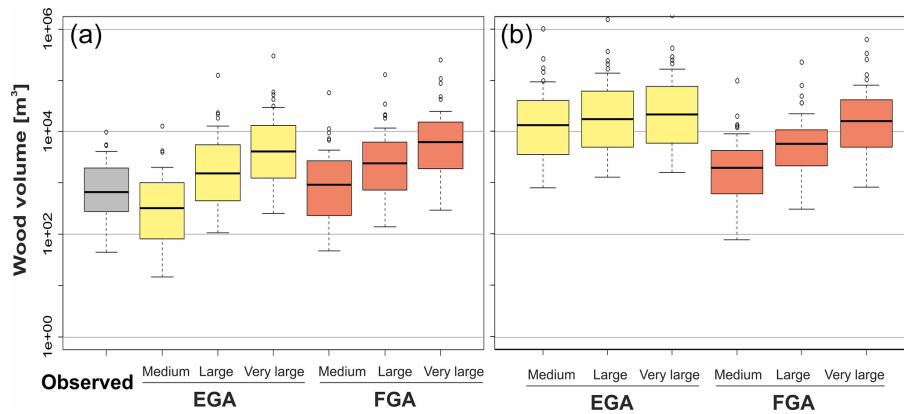 (a) (b)
Wood volume [m³]
1e+06
1e+04
1e+02
1e+00
Observed
Medium Large Very large Medium Large Very large
EGA FGA
Medium Large Very large Medium Large Very large
EGA FGA